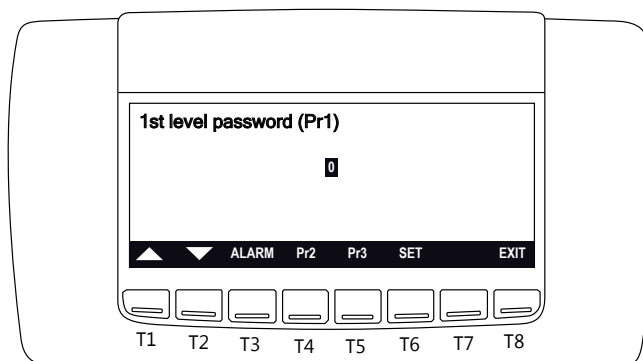 1st level password (Pr1)
0
ALARM Pr2 Pr3 SET EXIT
T1 T2 T3 T4 T5 T6 T7 T8